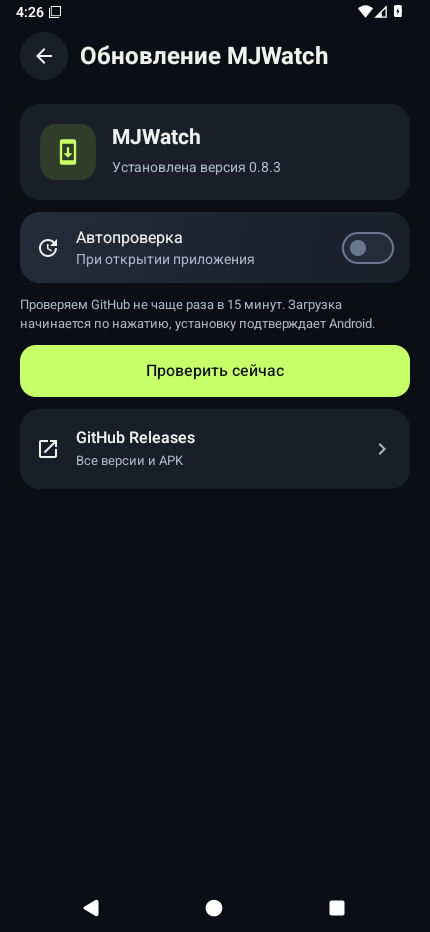 4:26
Обновление MJWatch
MJWatch
Установлена версия 0.8.3
Автопроверка
При открытии приложения
Проверяем GitHub не чаще раза в 15 минут. Загрузка
начинается по нажатию, установку подтверждает Android.
Проверить сейчас
GitHub Releases
Все версии и APK